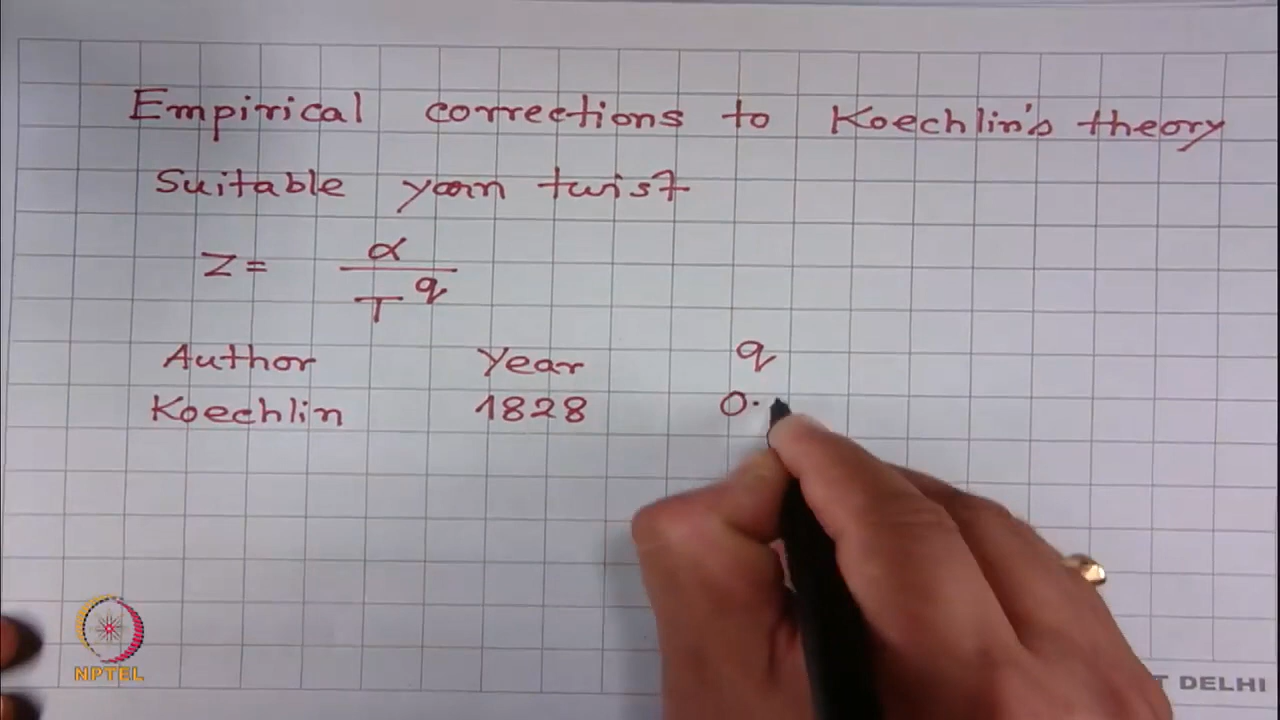 Empirical corrections to Koechlin's theory
Suitable yarn twist
Z = α / T^q
Author Year q
Koechlin 1828 0.
NPTEL
T DELHI